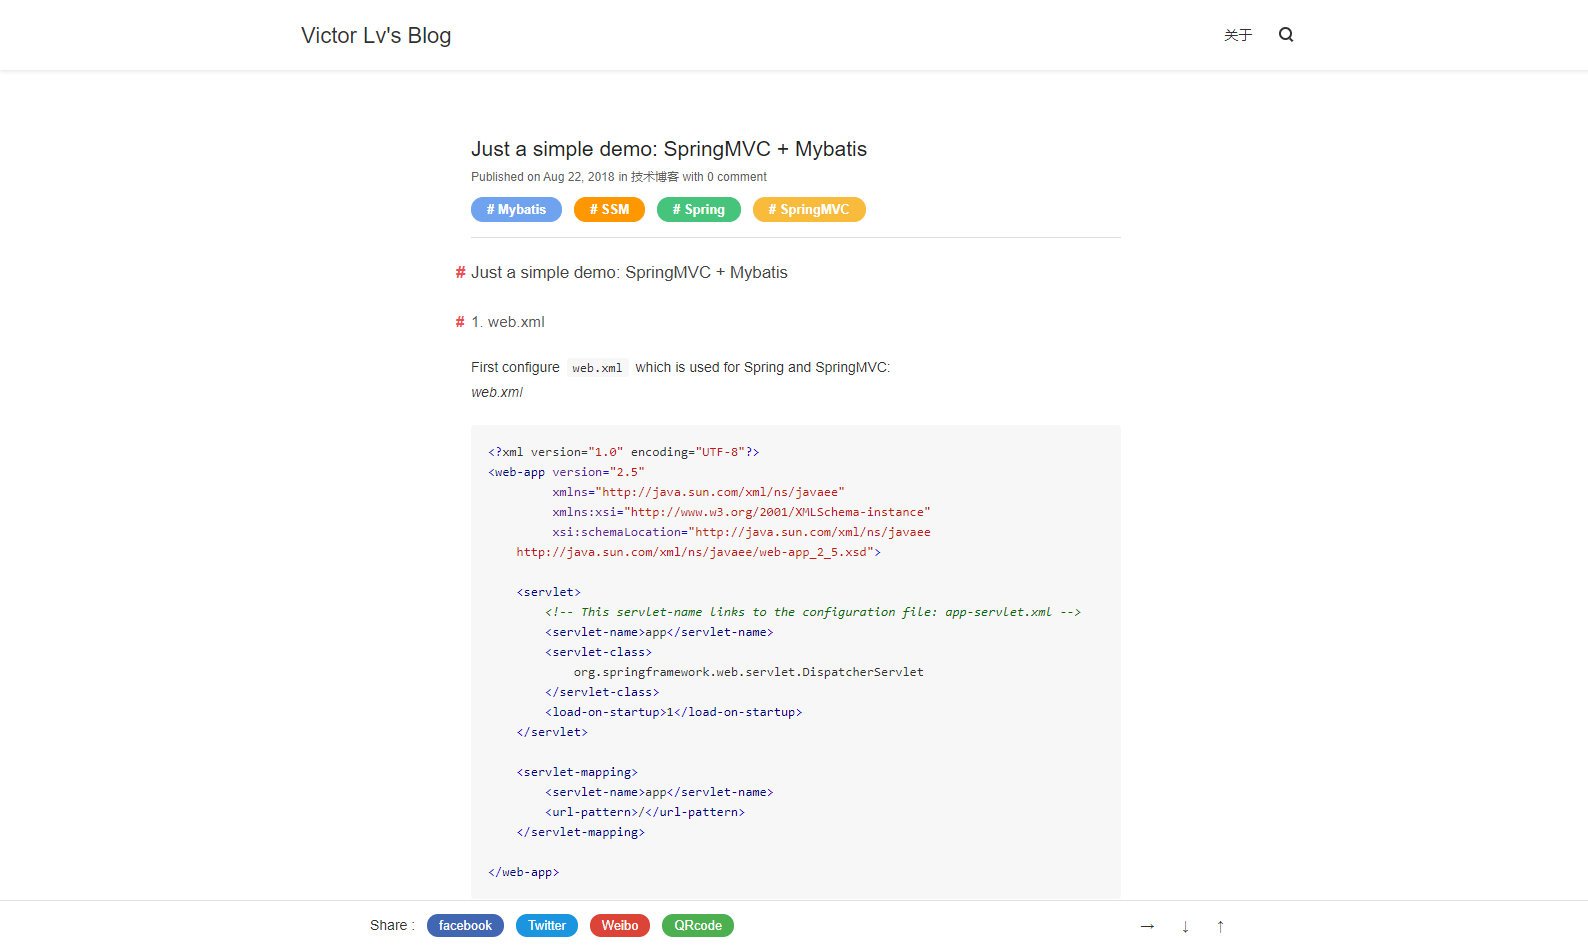 Victor Lv's Blog
关于
Just a simple demo: SpringMVC + Mybatis
Published on Aug 22, 2018 in 技术博客 with 0 comment
# Mybatis # SSM # Spring # SpringMVC
# Just a simple demo: SpringMVC + Mybatis
# 1. web.xml
First configure web.xml which is used for Spring and SpringMVC:
web.xml
<?xml version="1.0" encoding="UTF-8"?>
<web-app version="2.5"
         xmlns="http://java.sun.com/xml/ns/javaee"
         xmlns:xsi="http://www.w3.org/2001/XMLSchema-instance"
         xsi:schemaLocation="http://java.sun.com/xml/ns/javaee
    http://java.sun.com/xml/ns/javaee/web-app_2_5.xsd">
    <servlet>
        <!-- This servlet-name links to the configuration file: app-servlet.xml -->
        <servlet-name>app</servlet-name>
        <servlet-class>
            org.springframework.web.servlet.DispatcherServlet
        </servlet-class>
        <load-on-startup>1</load-on-startup>
    </servlet>
    <servlet-mapping>
        <servlet-name>app</servlet-name>
        <url-pattern>/</url-pattern>
    </servlet-mapping>
</web-app>
Share : facebook Twitter Weibo QRcode → ↓ ↑